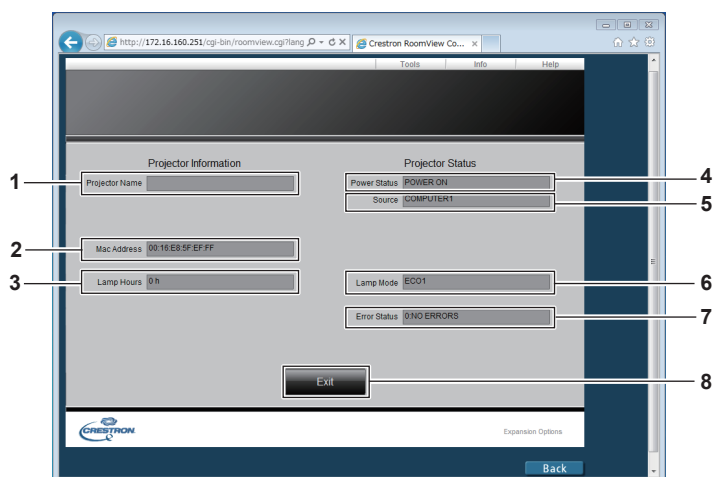 http://172.16.160.251/cgi-bin/roomview.cgi?lang
Crestron RoomView Co...
Tools Info Help
Projector Information Projector Status
1 Projector Name
Power Status POWER ON 4
Source COMPUTER1 5
2 Mac Address 00:16:E8:5F:EF:FF
3 Lamp Hours 0 h
Lamp Mode ECO1 6
Error Status 0:NO ERRORS 7
Exit 8
CRESTRON
Expansion Options
Back